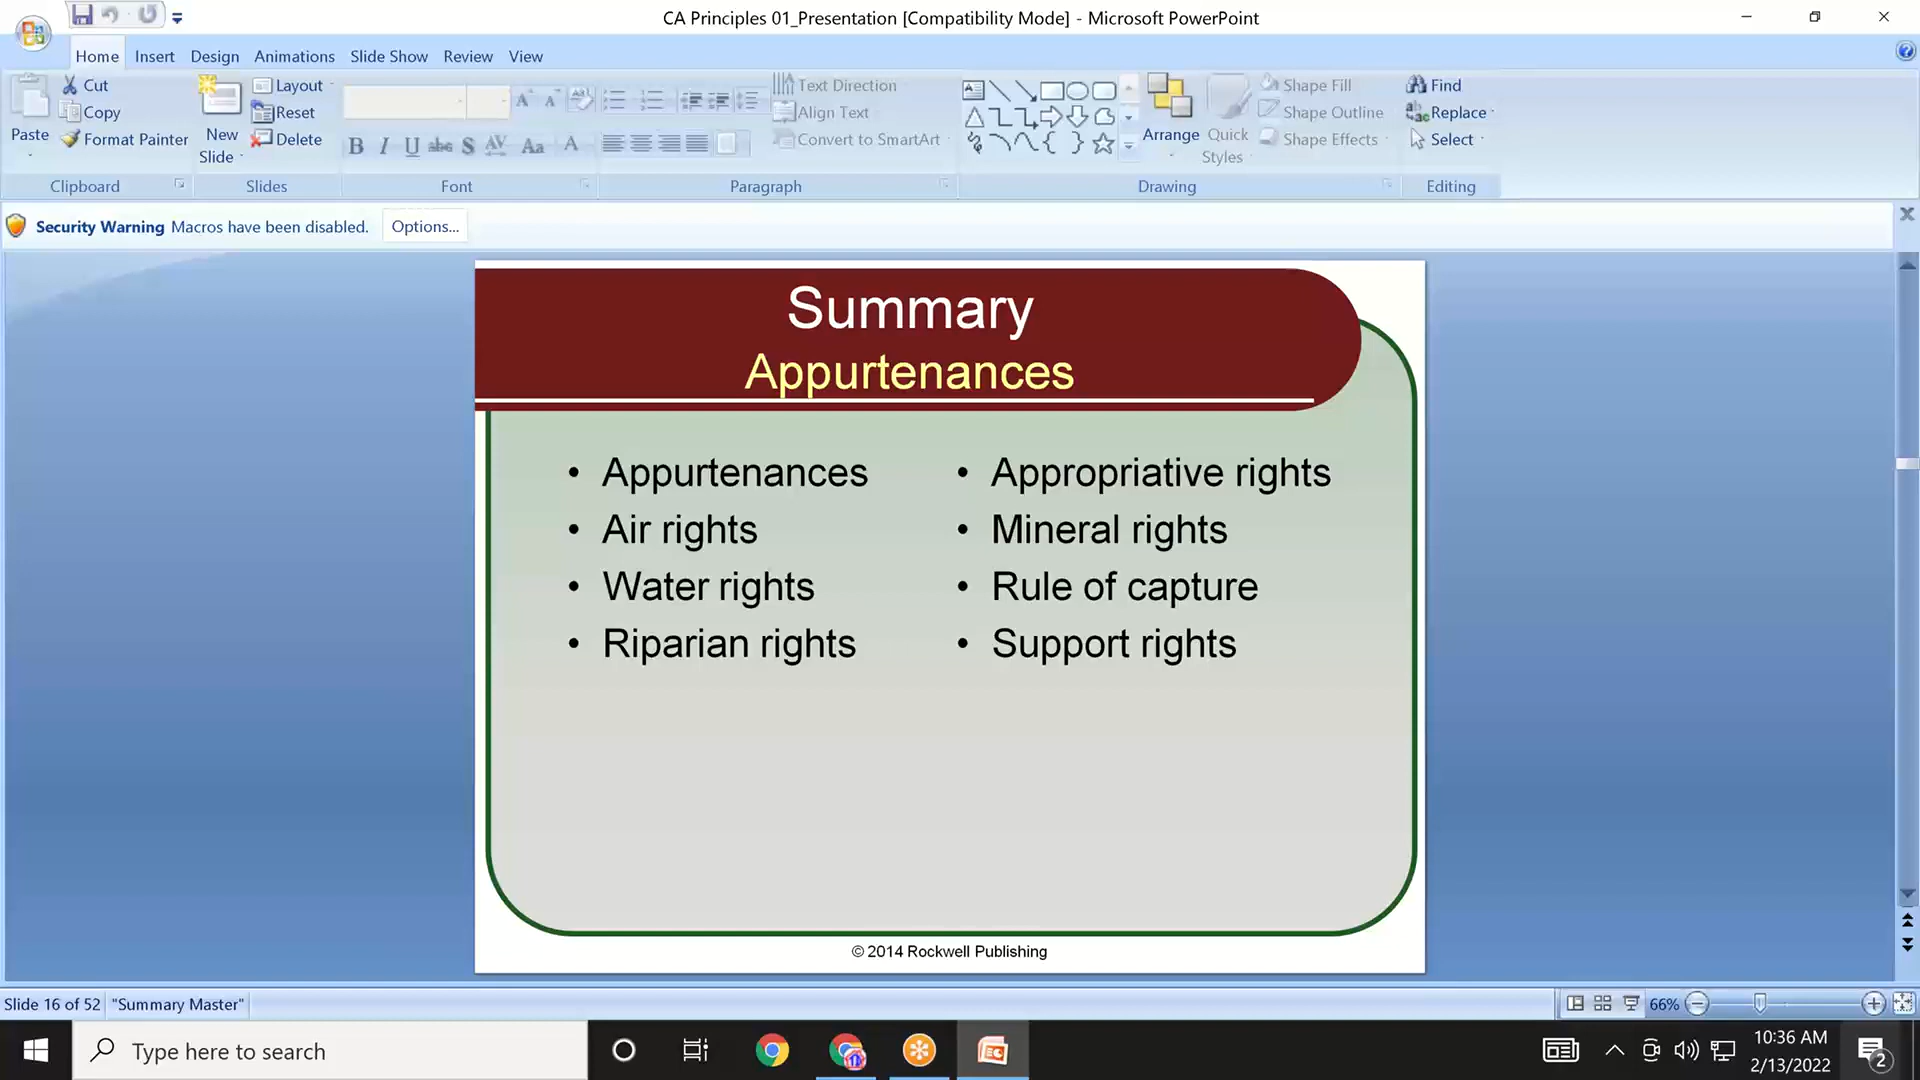 CA Principles 01_Presentation [Compatibility Mode] - Microsoft PowerPoint
Home Insert Design Animations Slide Show Review View
Paste
Cut
Copy
Format Painter
Clipboard
New
Slide
Layout
Reset
Delete
Slides
B I U abc S AV Aa A
Font
Text Direction
Align Text
Convert to SmartArt
Paragraph
Arrange
Quick
Styles
Shape Fill
Shape Outline
Shape Effects
Drawing
Find
Replace
Select
Editing
Security Warning Macros have been disabled. Options...
Summary
Appurtenances
• Appurtenances
• Air rights
• Water rights
• Riparian rights
• Appropriative rights
• Mineral rights
• Rule of capture
• Support rights
© 2014 Rockwell Publishing
Slide 16 of 52 "Summary Master" 66%
Type here to search
10:36 AM
2/13/2022
2